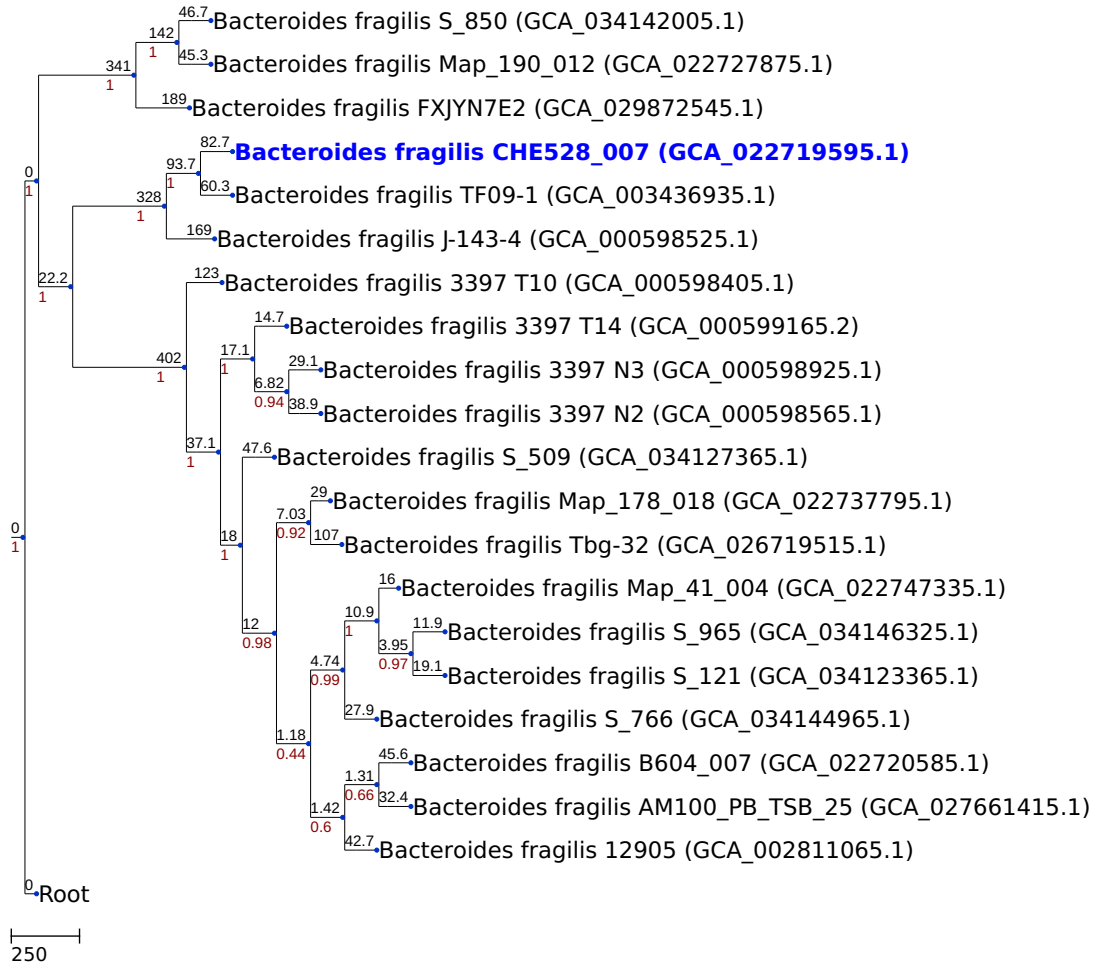 46.7 Bacteroides fragilis S_850 (GCA_034142005.1)
142
1
45.3 Bacteroides fragilis Map_190_012 (GCA_022727875.1)
341
1
189 Bacteroides fragilis FXJYN7E2 (GCA_029872545.1)
82.7 Bacteroides fragilis CHE528_007 (GCA_022719595.1)
93.7
1
0
1
60.3 Bacteroides fragilis TF09-1 (GCA_003436935.1)
328
1
169 Bacteroides fragilis J-143-4 (GCA_000598525.1)
22.2
1
123 Bacteroides fragilis 3397 T10 (GCA_000598405.1)
14.7 Bacteroides fragilis 3397 T14 (GCA_000599165.2)
17.1
1
402
1
29.1 Bacteroides fragilis 3397 N3 (GCA_000598925.1)
6.82
0.94
38.9 Bacteroides fragilis 3397 N2 (GCA_000598565.1)
37.1
1
47.6 Bacteroides fragilis S_509 (GCA_034127365.1)
29 Bacteroides fragilis Map_178_018 (GCA_022737795.1)
7.03
0.92
0
1
18
1
107 Bacteroides fragilis Tbg-32 (GCA_026719515.1)
16 Bacteroides fragilis Map_41_004 (GCA_022747335.1)
10.9
1
12
0.98
11.9 Bacteroides fragilis S_965 (GCA_034146325.1)
3.95
0.97
4.74
0.99
19.1 Bacteroides fragilis S_121 (GCA_034123365.1)
27.9 Bacteroides fragilis S_766 (GCA_034144965.1)
1.18
0.44
45.6 Bacteroides fragilis B604_007 (GCA_022720585.1)
1.31
0.66
32.4 Bacteroides fragilis AM100_PB_TSB_25 (GCA_027661415.1)
1.42
0.6
42.7 Bacteroides fragilis 12905 (GCA_002811065.1)
0 Root
250